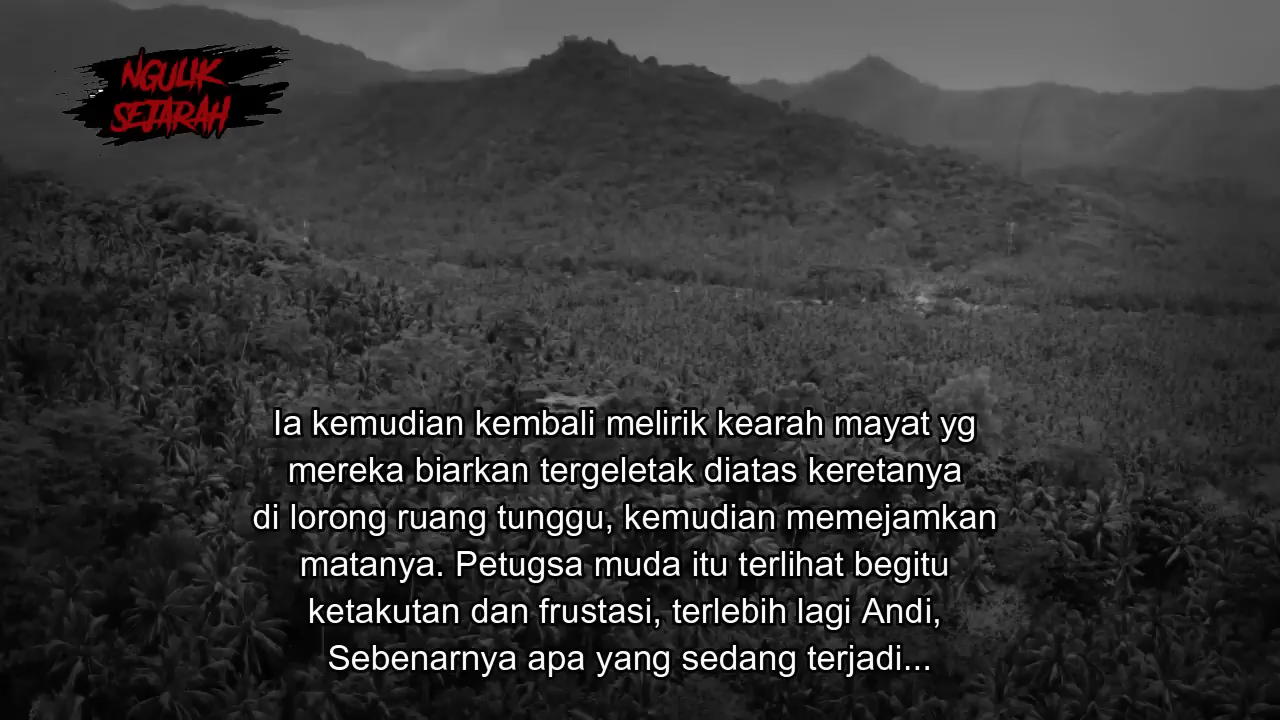 NGULIK
SEJARAH
Ia kemudian kembali melirik kearah mayat yg
mereka biarkan tergeletak diatas keretanya
di lorong ruang tunggu, kemudian memejamkan
matanya. Petugsa muda itu terlihat begitu
ketakutan dan frustasi, terlebih lagi Andi,
Sebenarnya apa yang sedang terjadi...